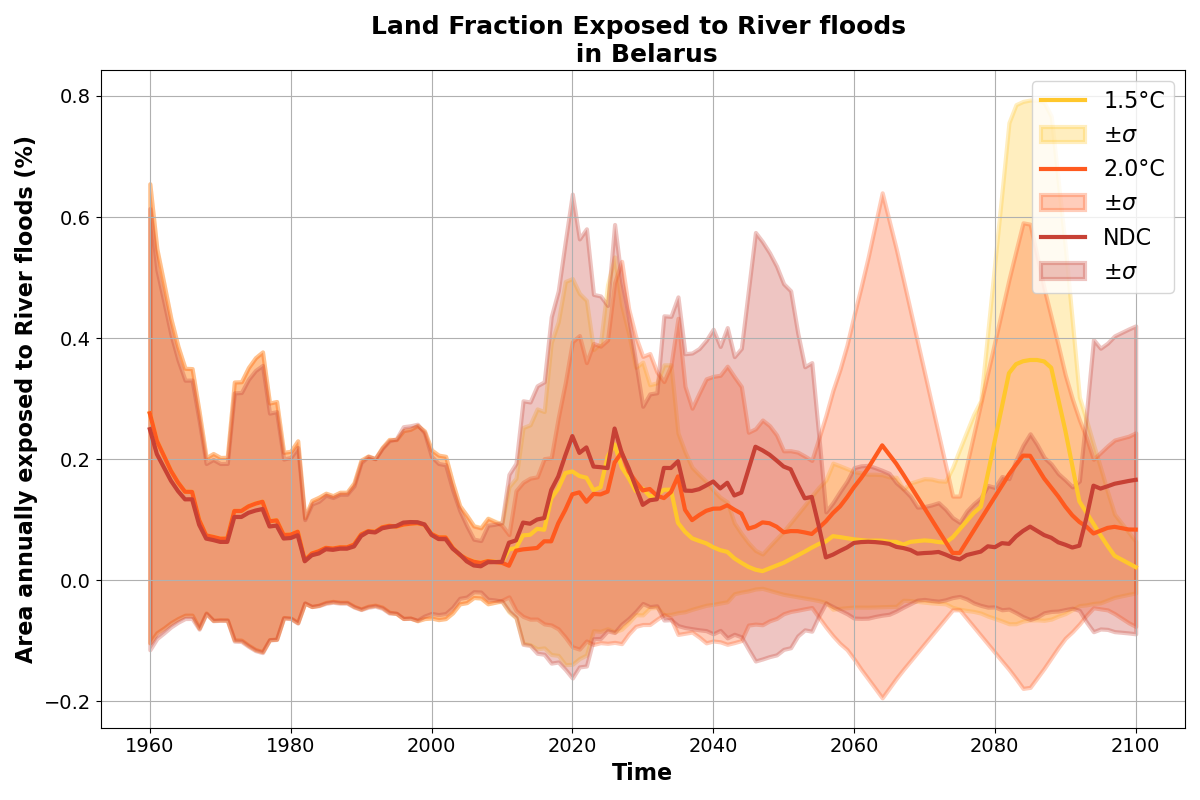 Land Fraction Exposed to River floods
in Belarus
Area annually exposed to River floods (%)
0.8
0.6
0.4
0.2
0.0
−0.2
1.5°C
±σ
2.0°C
±σ
NDC
±σ
1960
1980
2000
2020
2040
2060
2080
2100
Time